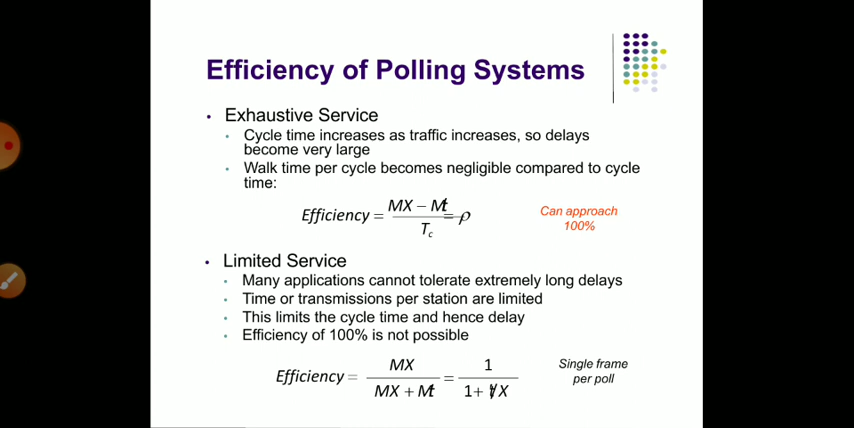 Efficiency of Polling Systems
• Exhaustive Service
• Cycle time increases as traffic increases, so delays
become very large
• Walk time per cycle becomes negligible compared to cycle
time:
Efficiency = (MX − Mt) / Tc = ρ
Can approach
100%
• Limited Service
• Many applications cannot tolerate extremely long delays
• Time or transmissions per station are limited
• This limits the cycle time and hence delay
• Efficiency of 100% is not possible
Efficiency = MX / (MX + Mt) = 1 / (1+ t/X)
Single frame
per poll